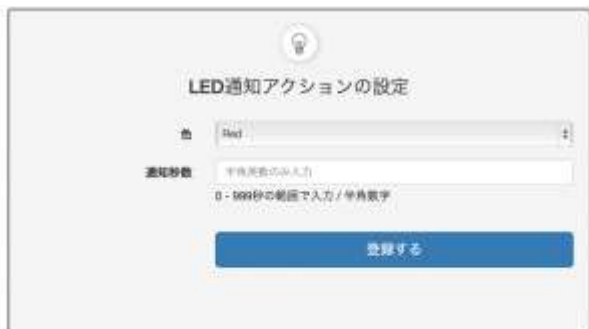 LED通知アクションの設定
色
Red
通知秒数
半角英数のみ入力
0 - 999秒の範囲で入力 / 半角数字
登録する